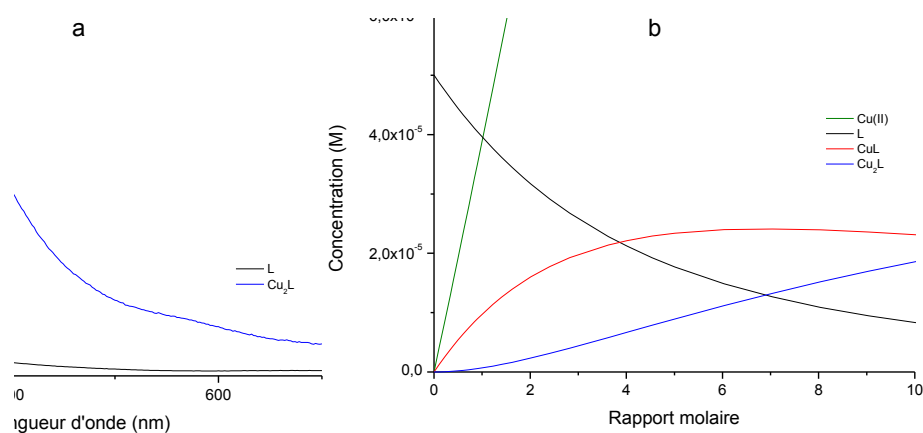 a
L
Cu₂L
600
ngueur d'onde (nm)
b
Concentration (M)
4,0x10⁻⁵
2,0x10⁻⁵
0,0
0
2
4
6
8
10
Rapport molaire
Cu(II)
L
CuL
Cu₂L